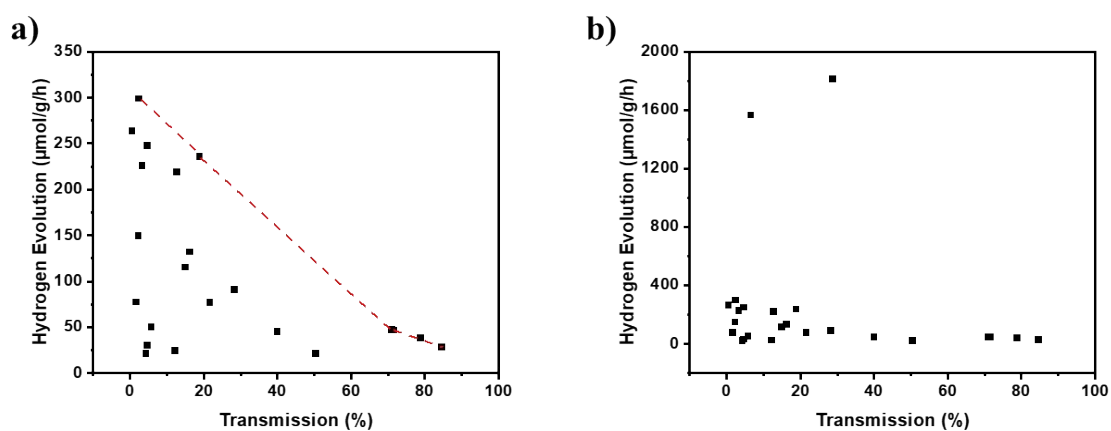 a)
Hydrogen Evolution (μmol/g/h)
350
300
250
200
150
100
50
0
0 20 40 60 80 100
Transmission (%)
b)
Hydrogen Evolution (μmol/g/h)
2000
1600
1200
800
400
0
0 20 40 60 80 100
Transmission (%)